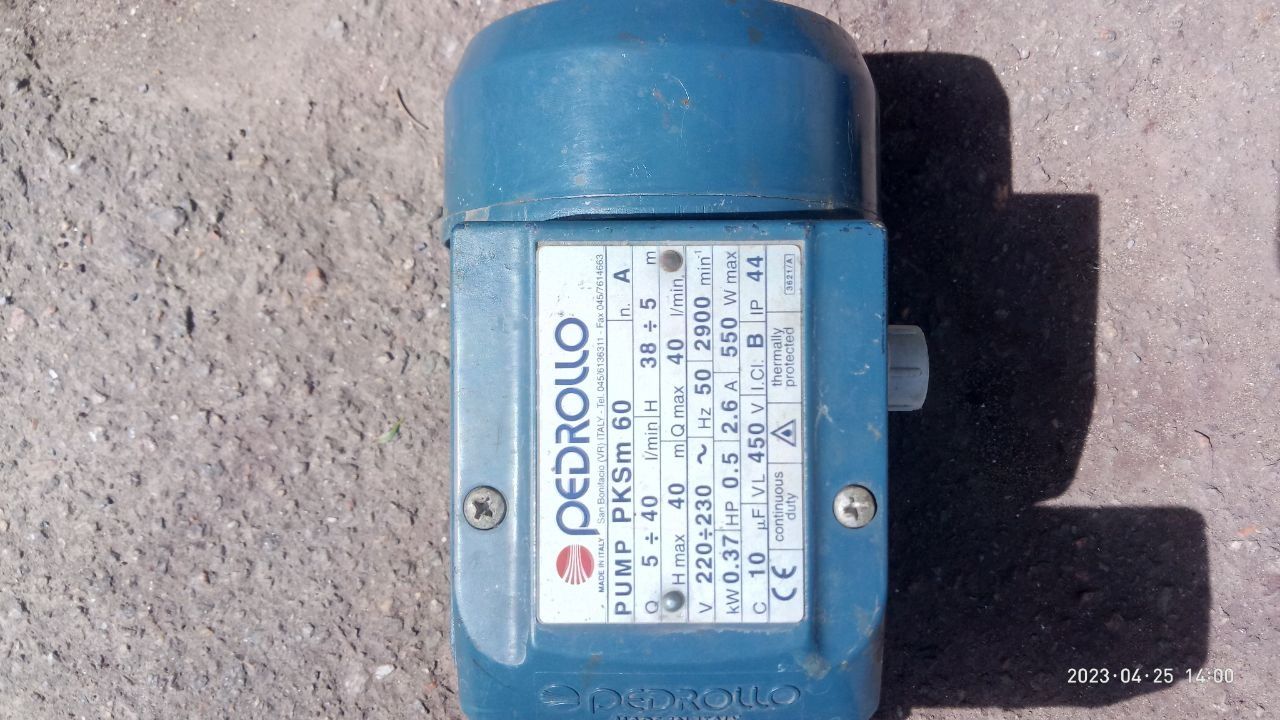 PEDROLLO
MADE IN ITALY San Bonifacio (VR) ITALY - Tel. 045/6136311 - Fax 045/7614663
PUMP PKSm 60 n. A
Q 5 ÷ 40 l/min H 38 ÷ 5 m
H max 40 m Q max 40 l/min
V 220÷230 ~ Hz 50 2900 min-1
kW 0.37 HP 0.5 2.6 A 550 W max
C 10 µF VL 450 V I.Cl. B IP 44
CE continuous duty thermally protected 3621/A
PEDROLLO
2023·04·25 14:00